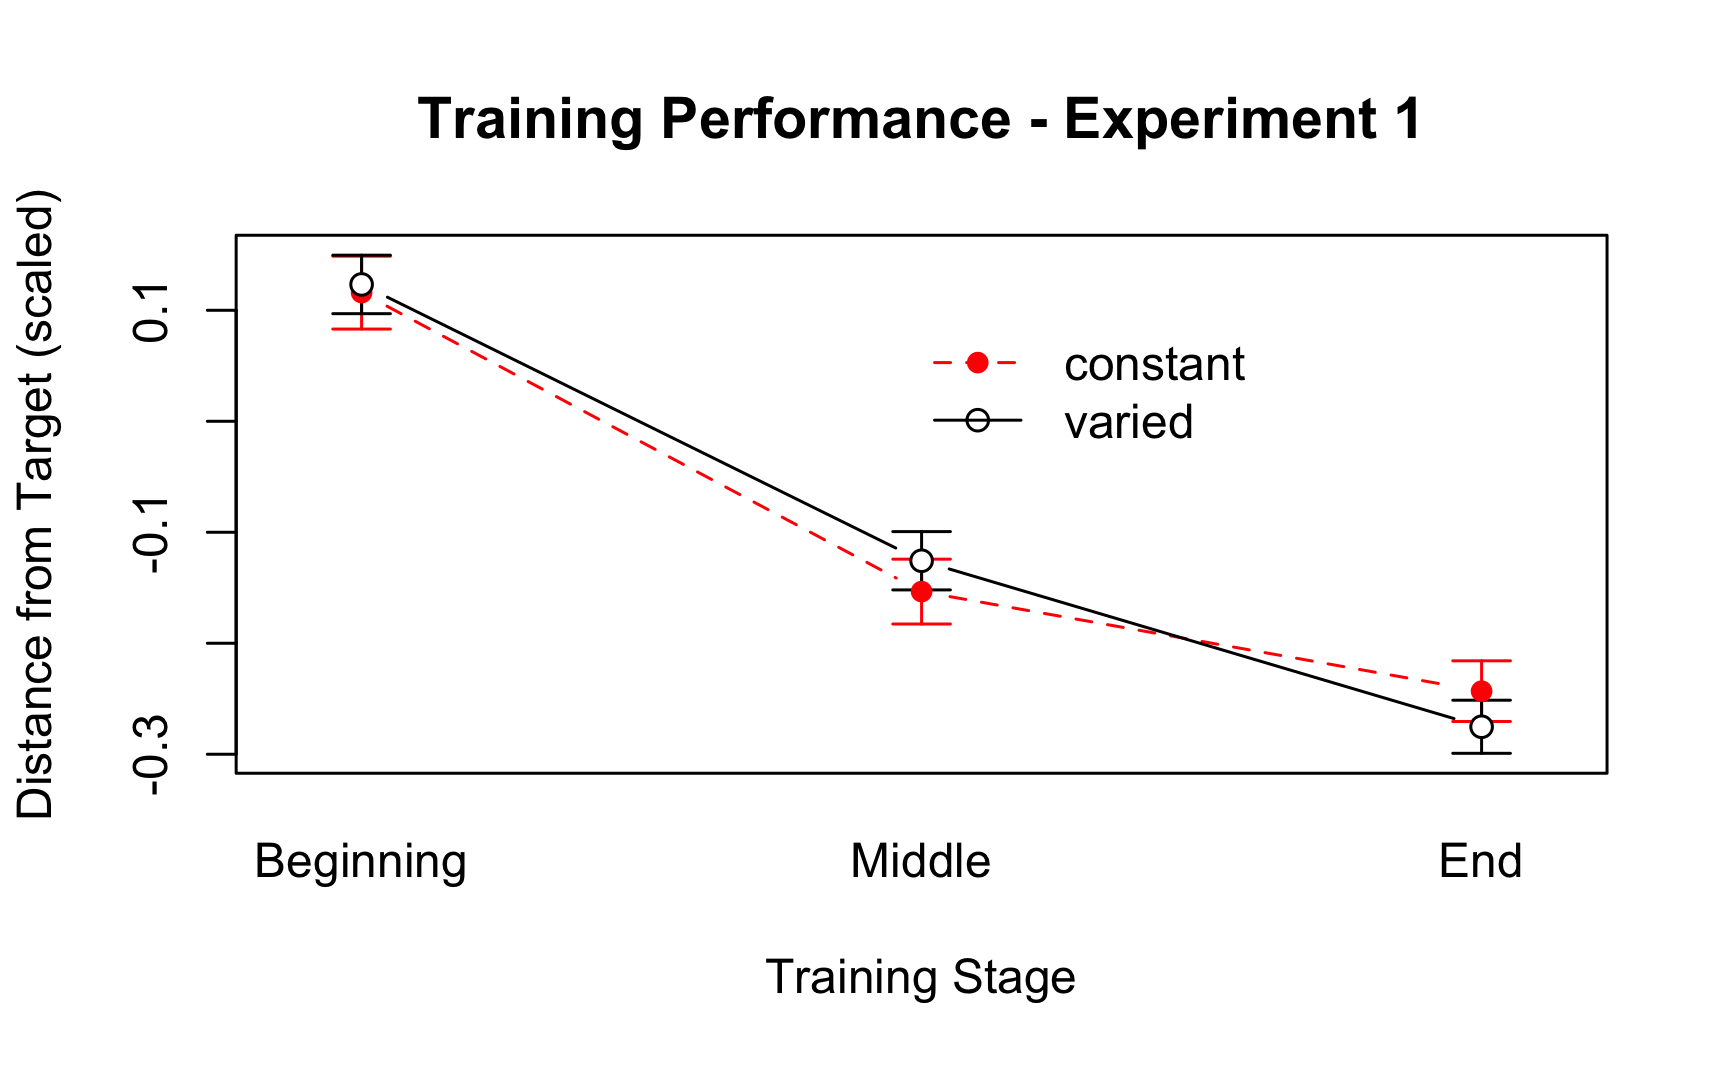 Training Performance - Experiment 1
Distance from Target (scaled)
0.1
-0.1
-0.3
constant
varied
Beginning
Middle
End
Training Stage